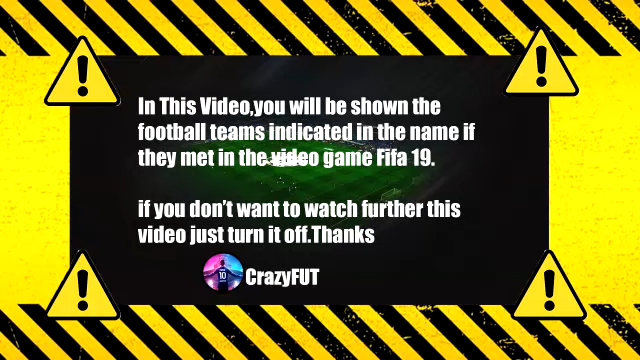 In This Video,you will be shown the
football teams indicated in the name if
they met in the video game Fifa 19.
if you don't want to watch further this
video just turn it off.Thanks
10
CrazyFUT